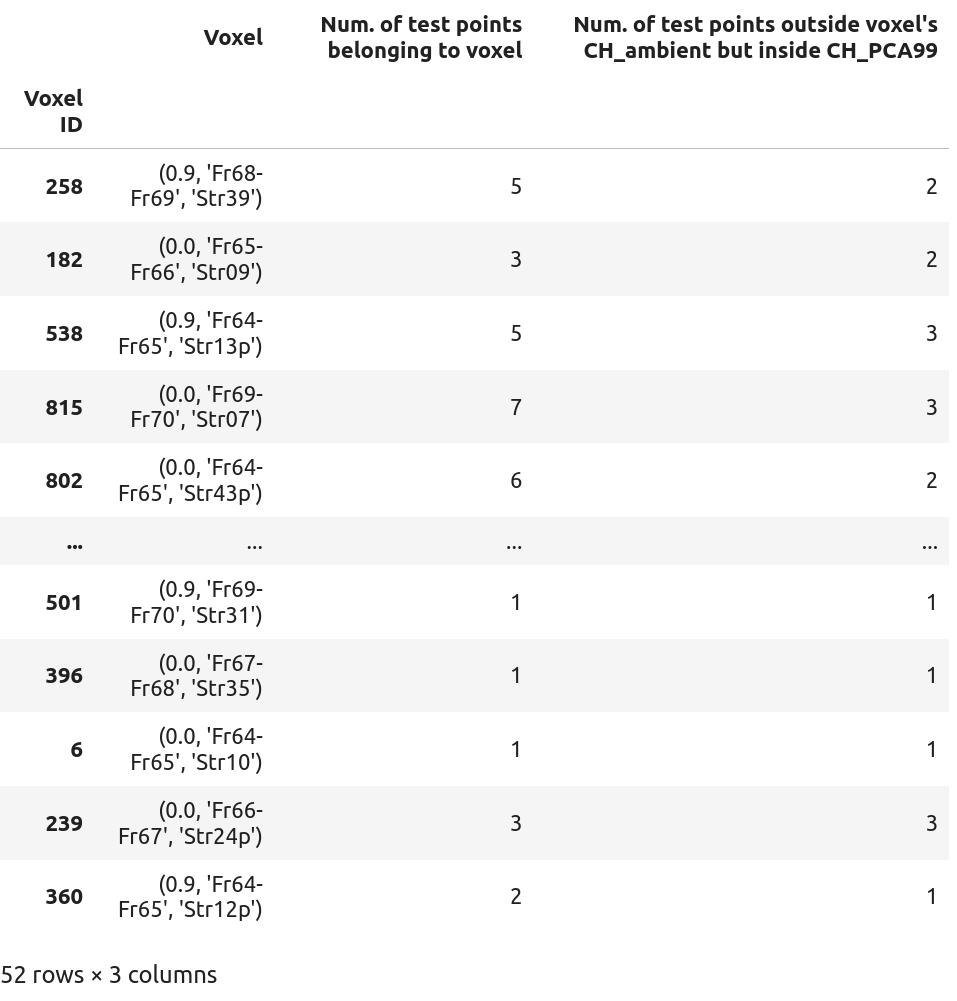 Voxel Num. of test points belonging to voxel Num. of test points outside voxel's CH_ambient but inside CH_PCA99
Voxel ID
258 (0.9, 'Fr68-Fr69', 'Str39') 5 2
182 (0.0, 'Fr65-Fr66', 'Str09') 3 2
538 (0.9, 'Fr64-Fr65', 'Str13p') 5 3
815 (0.0, 'Fr69-Fr70', 'Str07') 7 3
802 (0.0, 'Fr64-Fr65', 'Str43p') 6 2
... ... ... ...
501 (0.9, 'Fr69-Fr70', 'Str31') 1 1
396 (0.0, 'Fr67-Fr68', 'Str35') 1 1
6 (0.0, 'Fr64-Fr65', 'Str10') 1 1
239 (0.0, 'Fr66-Fr67', 'Str24p') 3 3
360 (0.9, 'Fr64-Fr65', 'Str12p') 2 1
52 rows × 3 columns